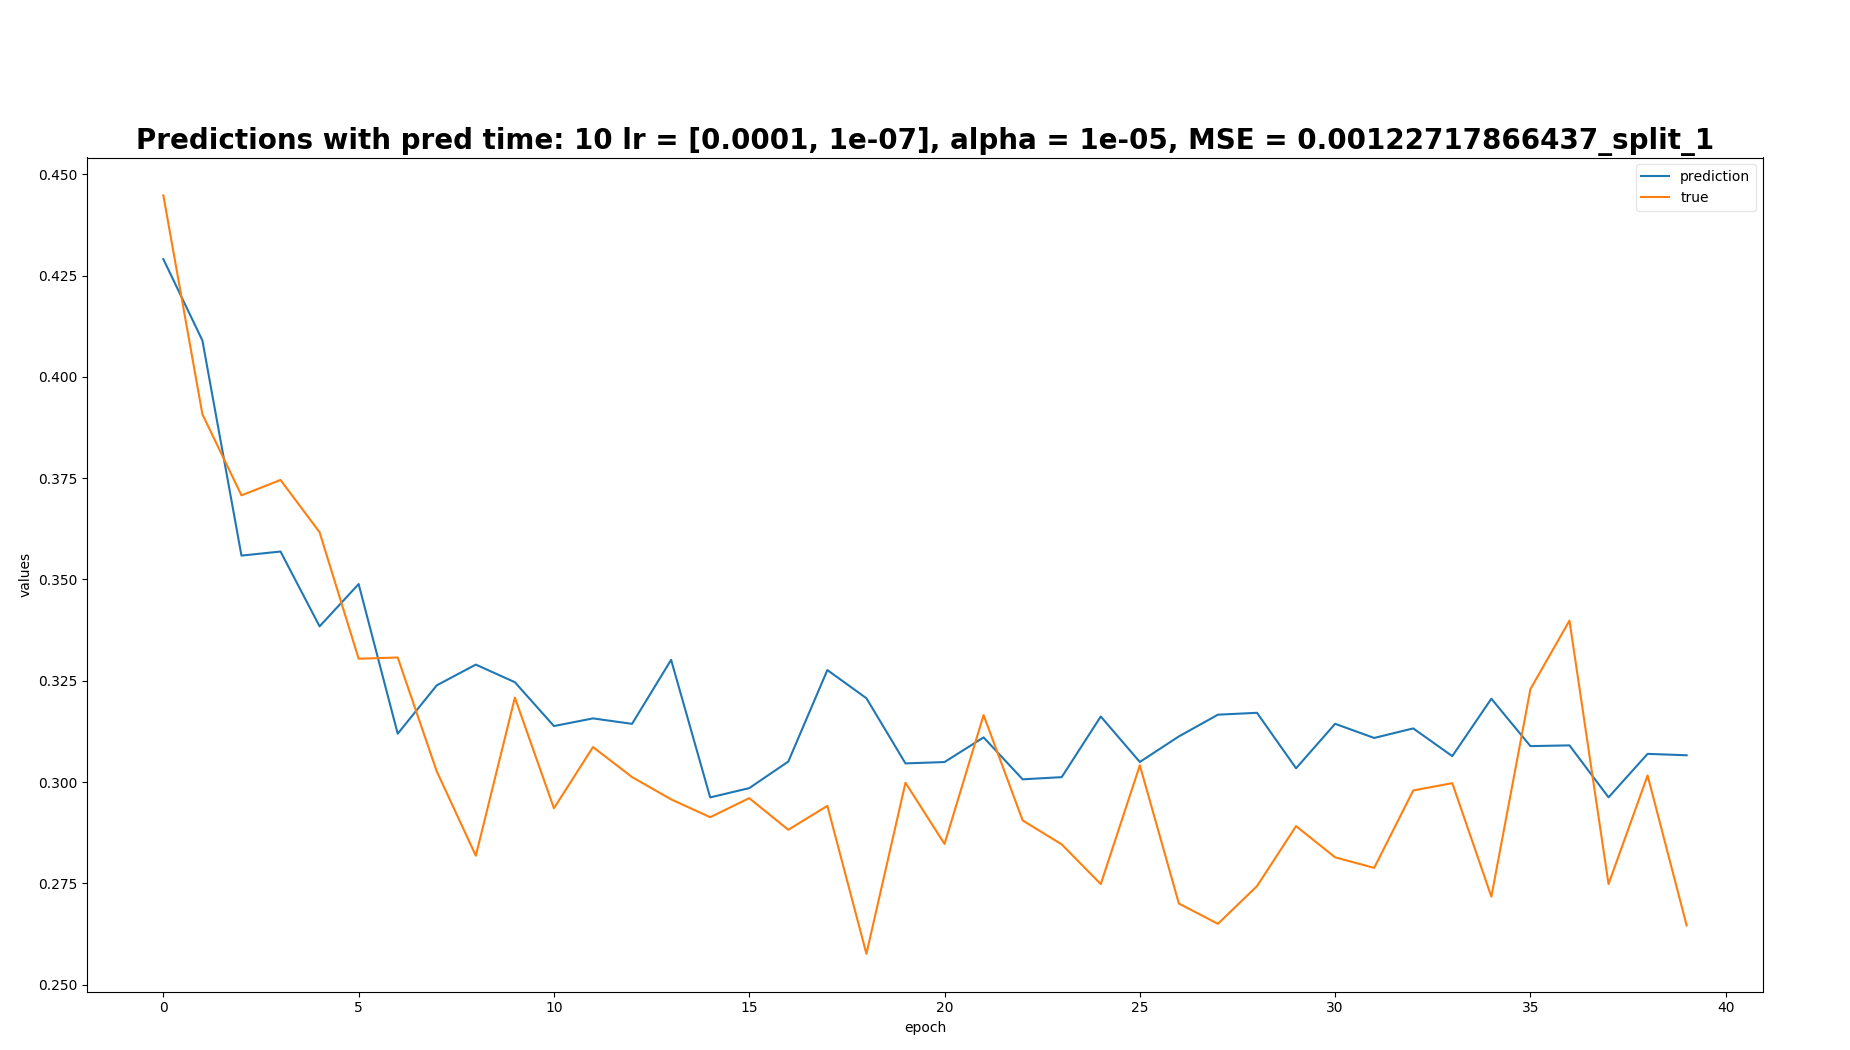 Predictions with pred time: 10 lr = [0.0001, 1e-07], alpha = 1e-05, MSE = 0.00122717866437_split_1
prediction
true
0.450
0.425
0.400
0.375
0.350
0.325
0.300
0.275
0.250
values
0 5 10 15 20 25 30 35 40
epoch